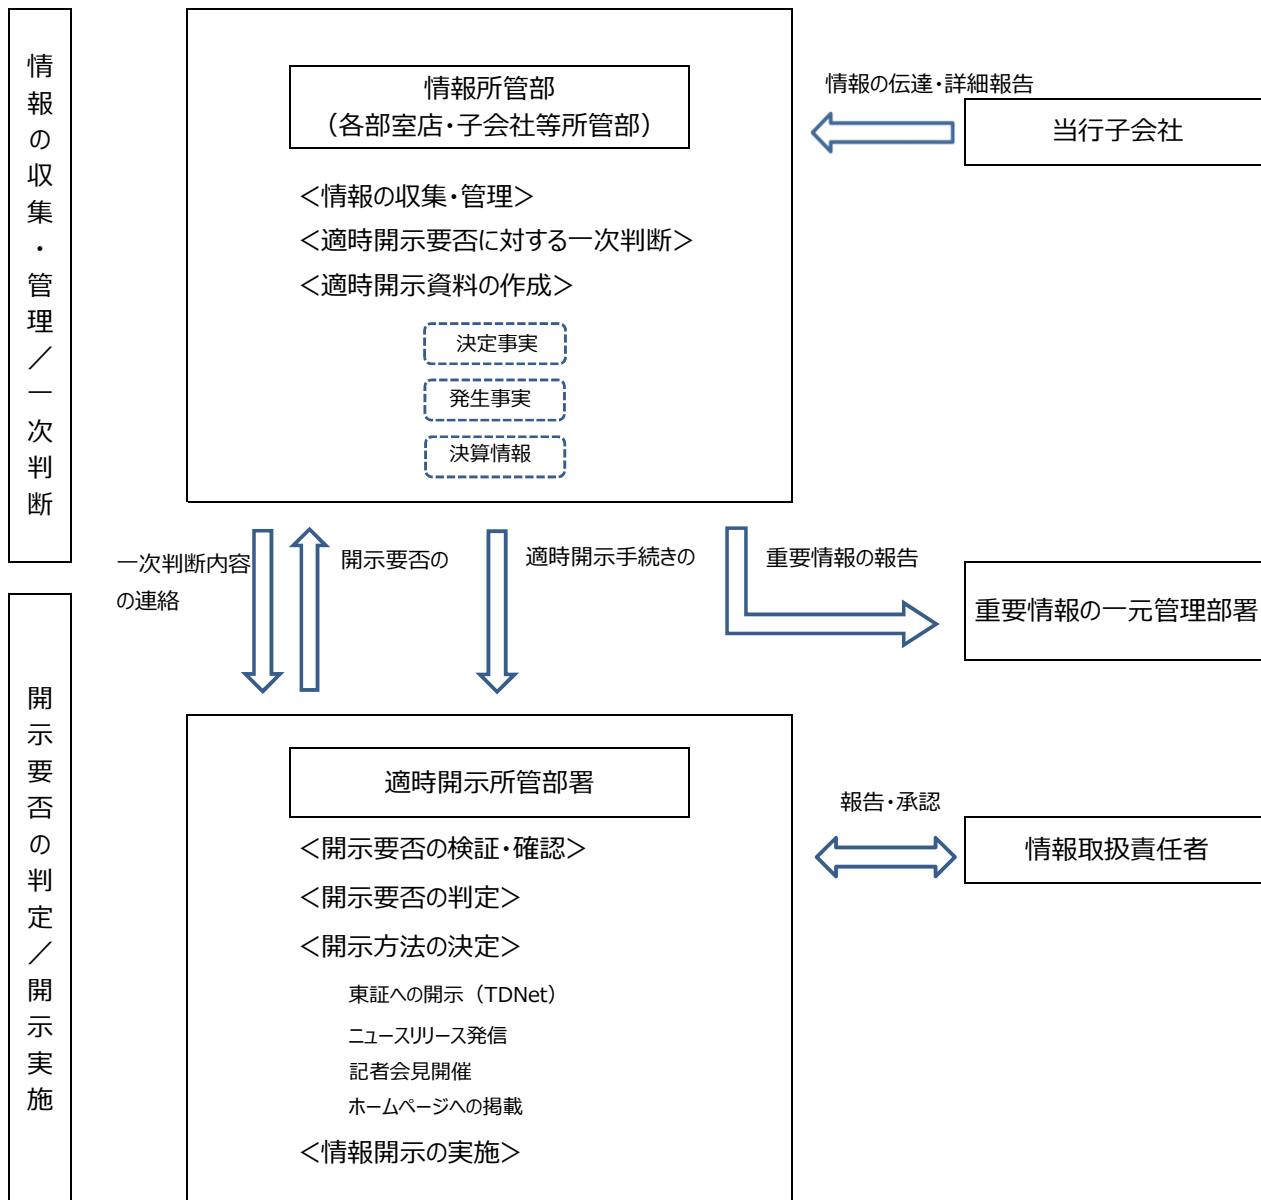 情報の収集・管理／一次判断
情報所管部
（各部室店・子会社等所管部）
＜情報の収集・管理＞
＜適時開示要否に対する一次判断＞
＜適時開示資料の作成＞
決定事実
発生事実
決算情報
情報の伝達・詳細報告
当行子会社
一次判断内容
の連絡
開示要否の
適時開示手続きの
重要情報の報告
重要情報の一元管理部署
開示要否の判定／開示実施
適時開示所管部署
＜開示要否の検証・確認＞
＜開示要否の判定＞
＜開示方法の決定＞
東証への開示（TDNet）
ニュースリリース発信
記者会見開催
ホームページへの掲載
＜情報開示の実施＞
報告・承認
情報取扱責任者